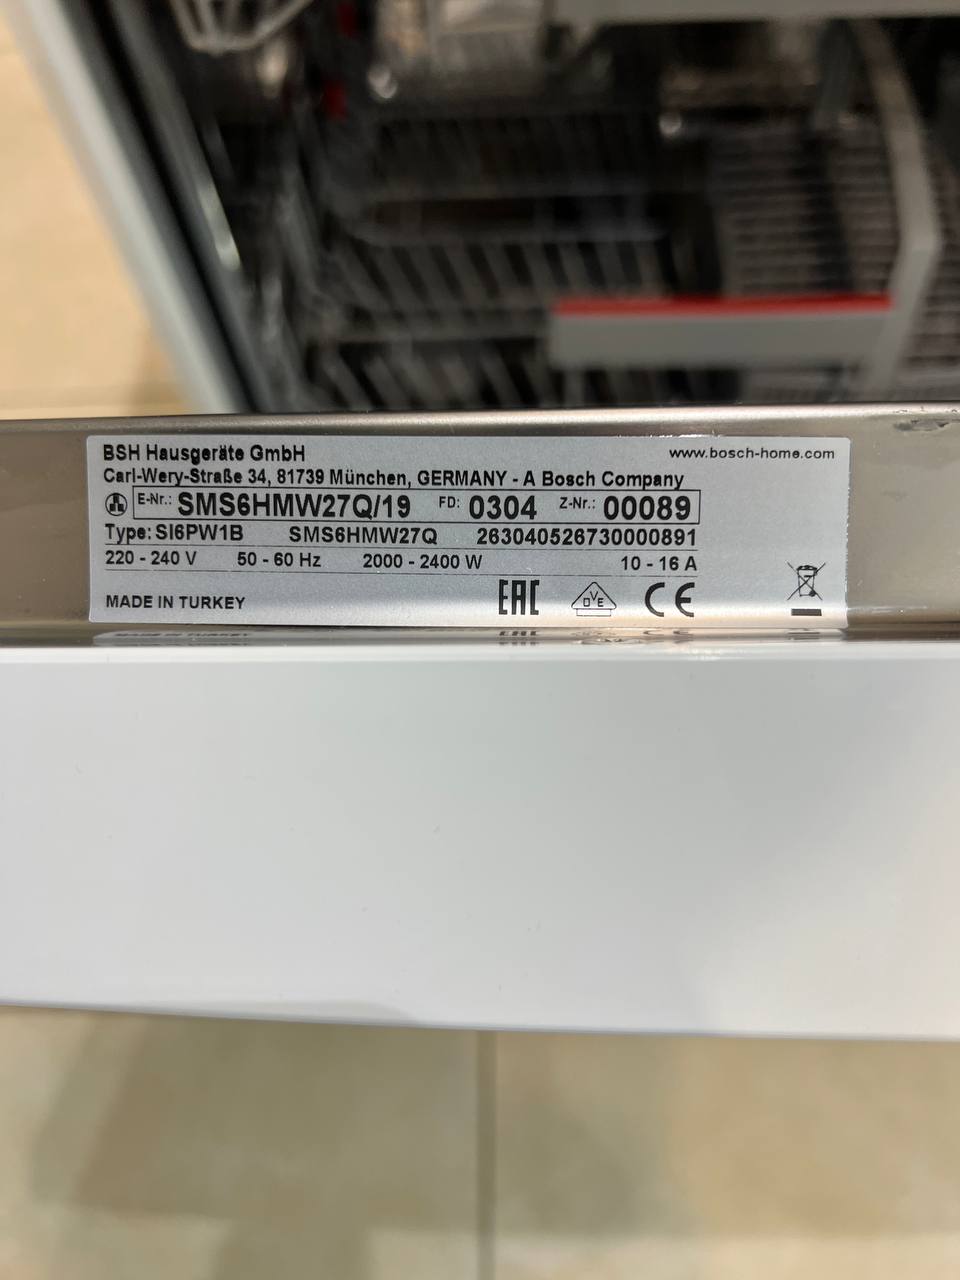 BSH Hausgeräte GmbH www.bosch-home.com
Carl-Wery-Straße 34, 81739 München, GERMANY - A Bosch Company
E-Nr.: SMS6HMW27Q/19 FD: 0304 Z-Nr.: 00089
Type: SI6PW1B SMS6HMW27Q 263040526730000891
220 - 240 V 50 - 60 Hz 2000 - 2400 W 10 - 16 A
MADE IN TURKEY EAC DVE CE